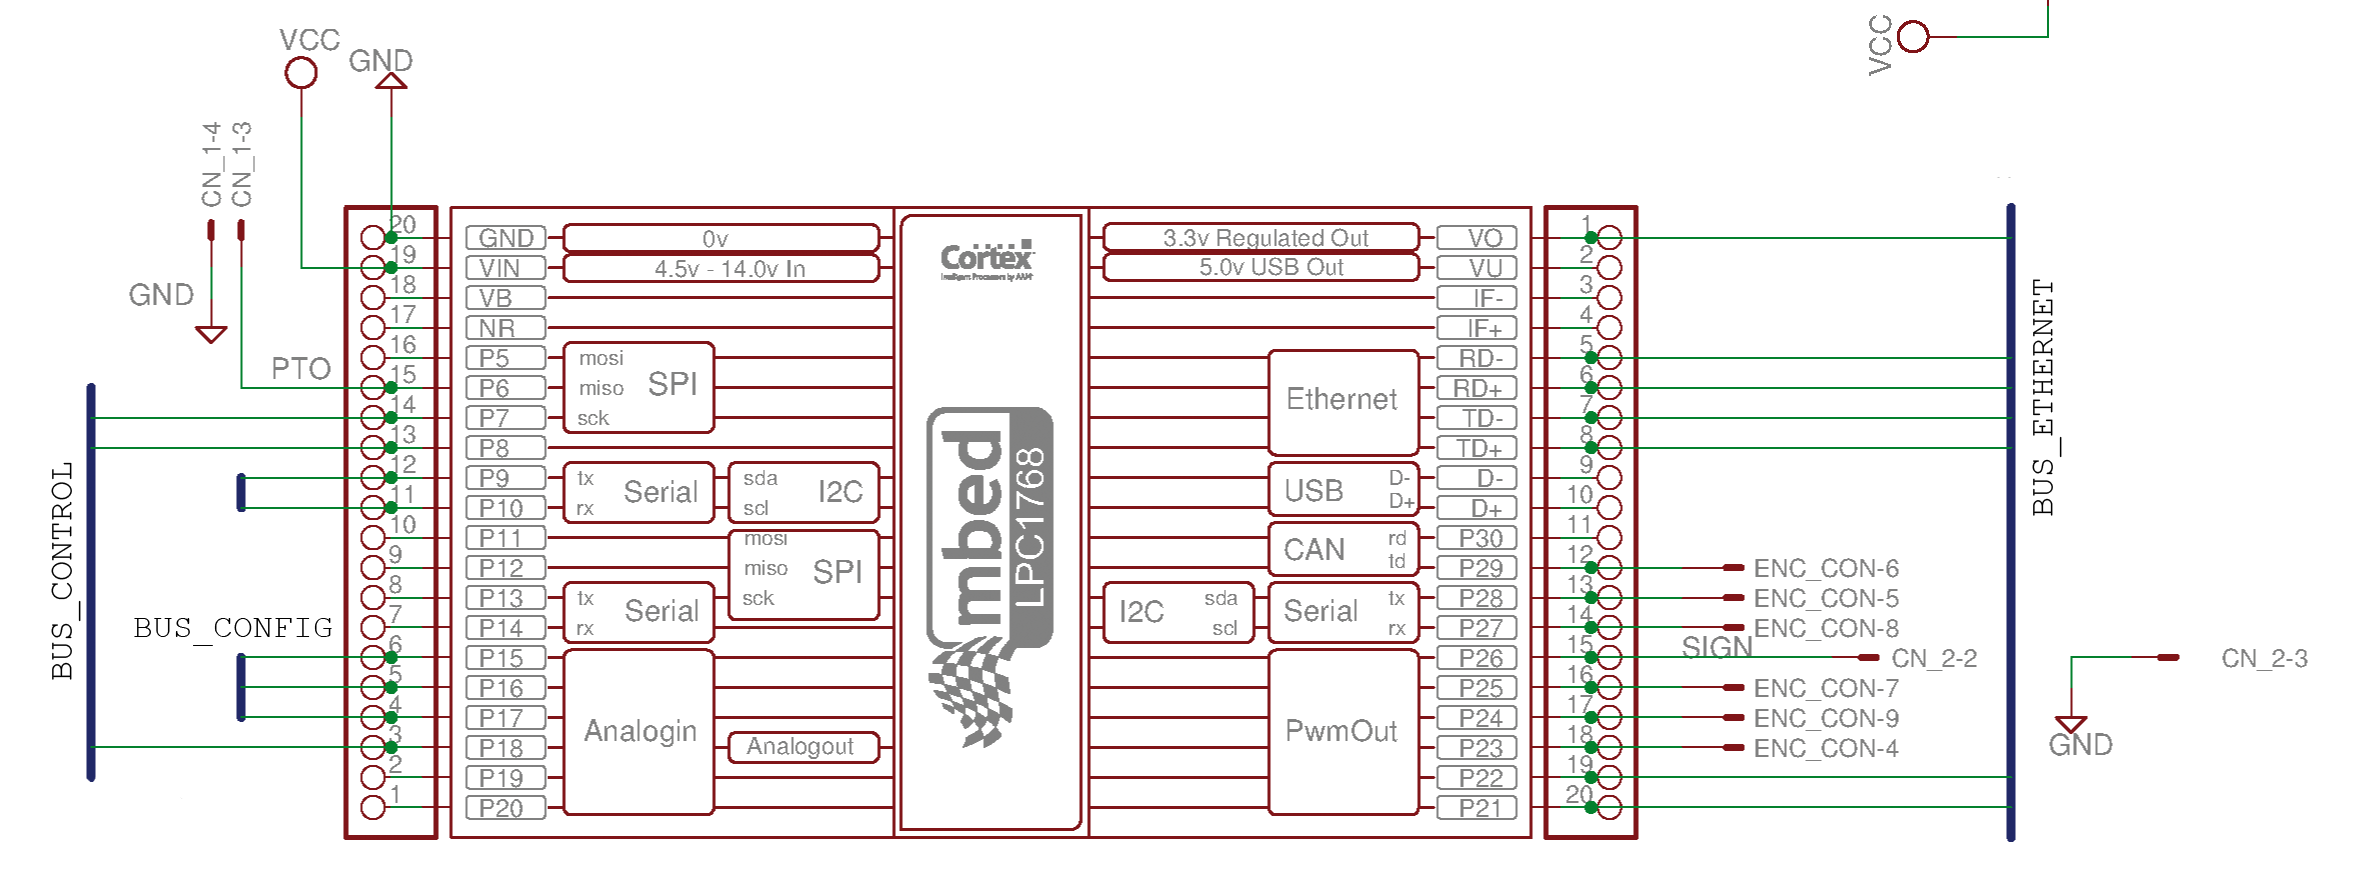 VCC
GND
VCC
CN_1-4
CN_1-3
GND
PTO
BUS_CONTROL
BUS_CONFIG
20 GND 0v
19 VIN 4.5v - 14.0v In
18 VB
17 NR
16 P5 mosi
15 P6 miso SPI
14 P7 sck
13 P8
12 P9 tx Serial sda I2C
11 P10 rx scl
10 P11 mosi
9 P12 miso SPI
8 P13 tx Serial sck
7 P14 rx
6 P15
5 P16
4 P17 Analogin
3 P18 Analogout
2 P19
1 P20
Cortex
Intelligent Processors by ARM
mbed
LPC1768
3.3v Regulated Out VO 1
5.0v USB Out VU 2
IF- 3
IF+ 4
RD- 5
Ethernet RD+ 6
TD- 7
TD+ 8
USB D- D- 9
D+ D+ 10
CAN rd P30 11
td P29 12 ENC_CON-6
I2C sda Serial tx P28 13 ENC_CON-5
scl rx P27 14 ENC_CON-8
SIGN
P26 15 CN_2-2
P25 16 ENC_CON-7
PwmOut P24 17 ENC_CON-9
P23 18 ENC_CON-4
P22 19
P21 20
BUS_ETHERNET
CN_2-3
GND